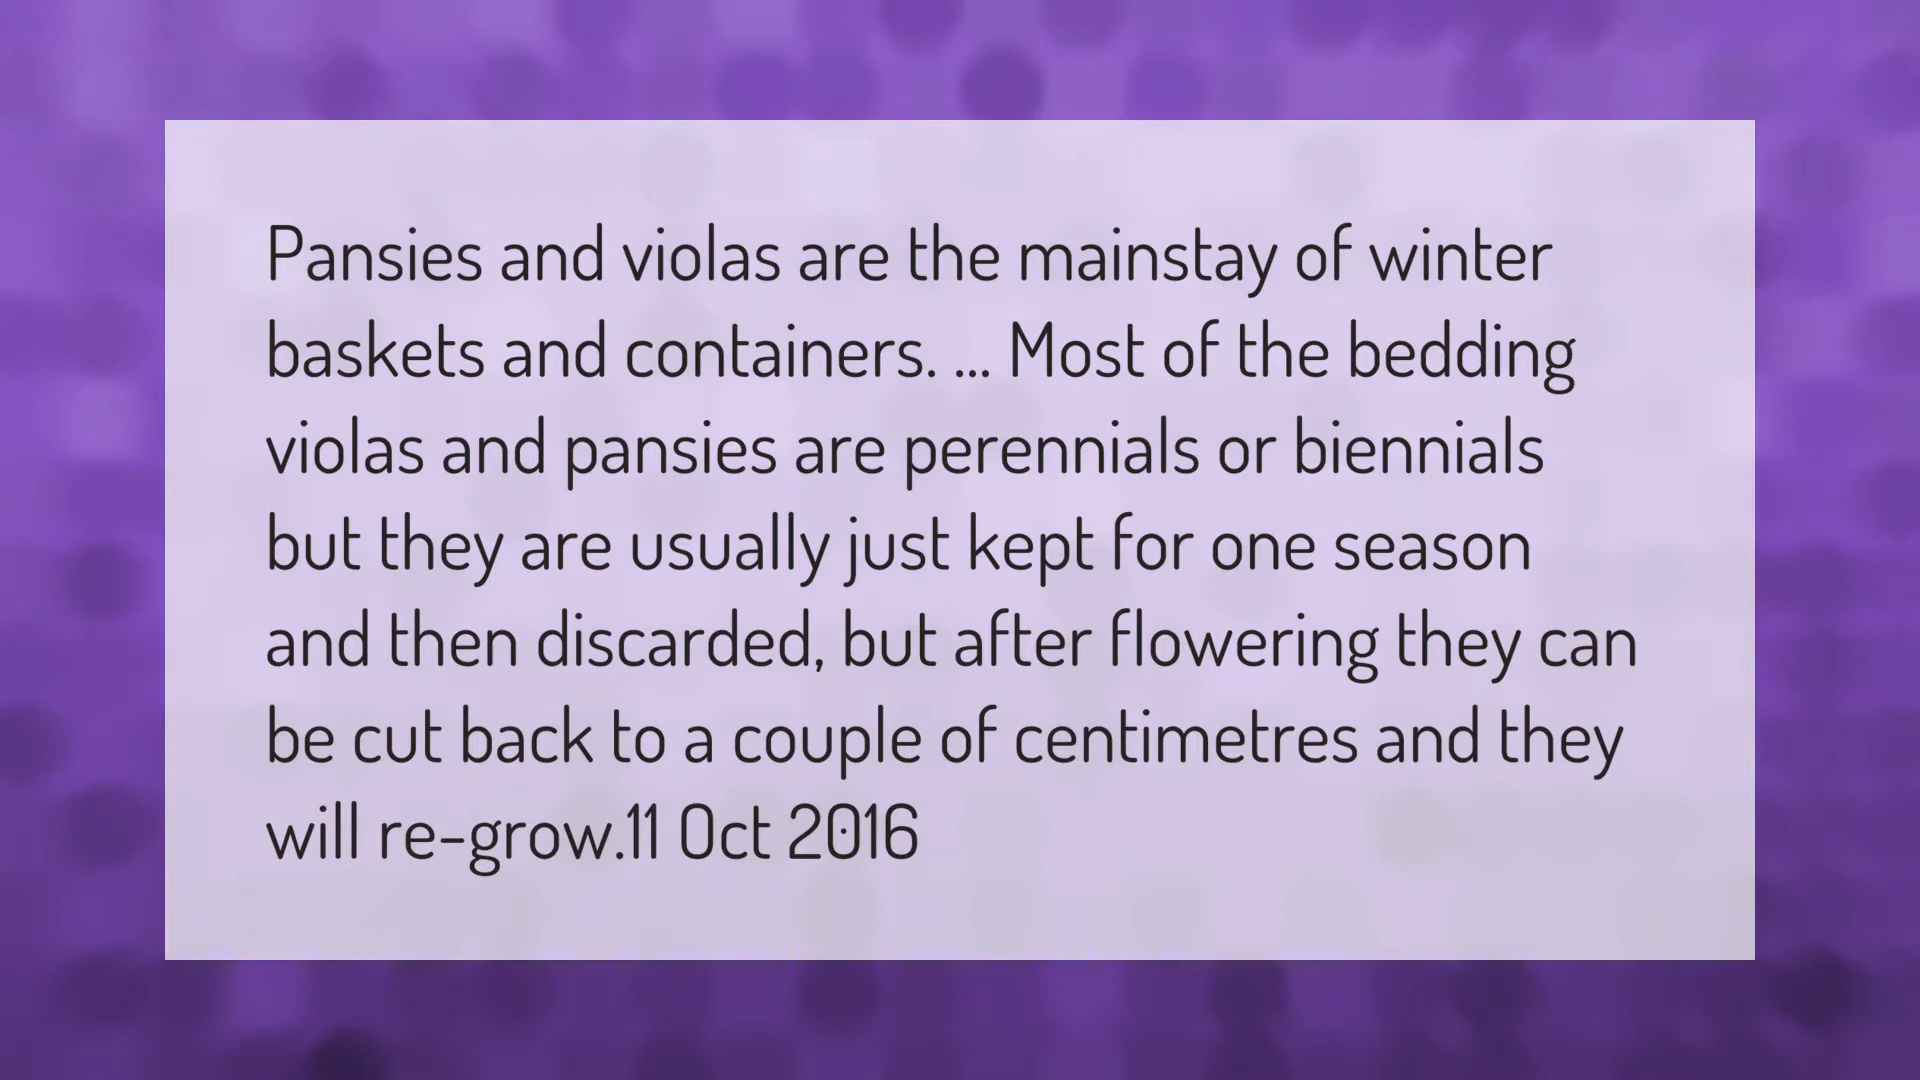 Pansies and violas are the mainstay of winter
baskets and containers. ... Most of the bedding
violas and pansies are perennials or biennials
but they are usually just kept for one season
and then discarded, but after flowering they can
be cut back to a couple of centimetres and they
will re-grow.11 Oct 2016